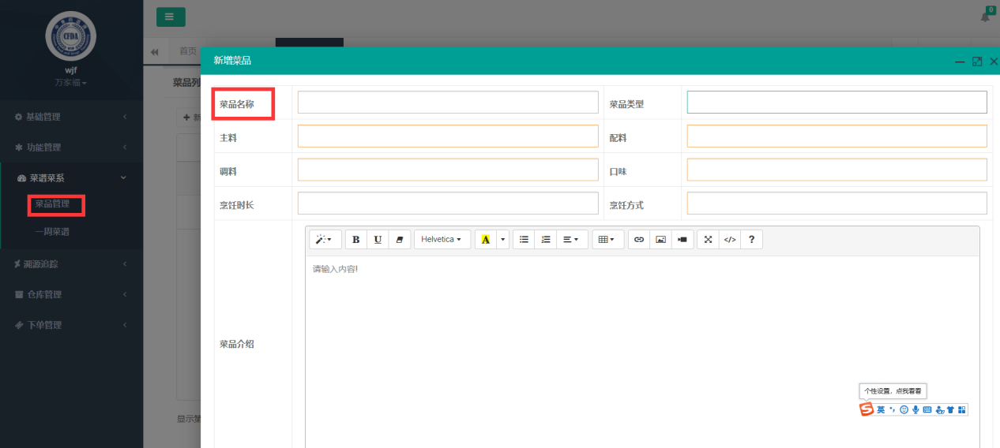 CFDA
wjf
万家福
基础管理
功能管理
菜谱菜系
菜品管理
一周菜谱
溯源追踪
仓库管理
下单管理
0
首页
菜品列
新
显示第
新增菜品
菜品名称
菜品类型
主料
配料
调料
口味
烹饪时长
烹饪方式
菜品介绍
B U Helvetica A </> ?
请输入内容!
个性设置，点我看看
S 英